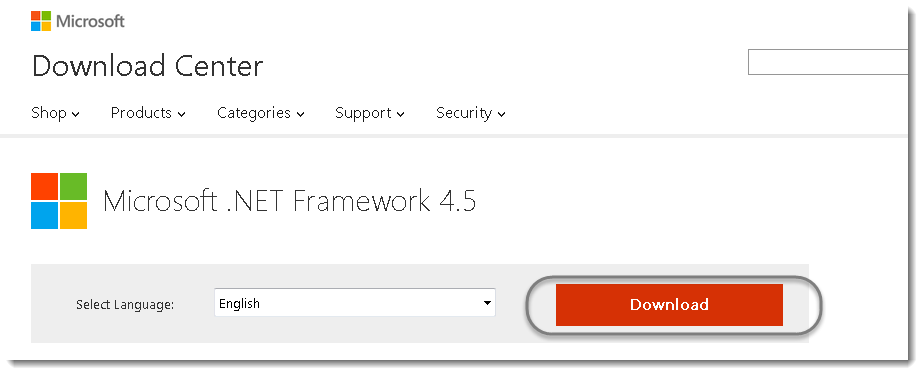 Microsoft
Download Center
Shop Products Categories Support Security
Microsoft .NET Framework 4.5
Select Language: English Download